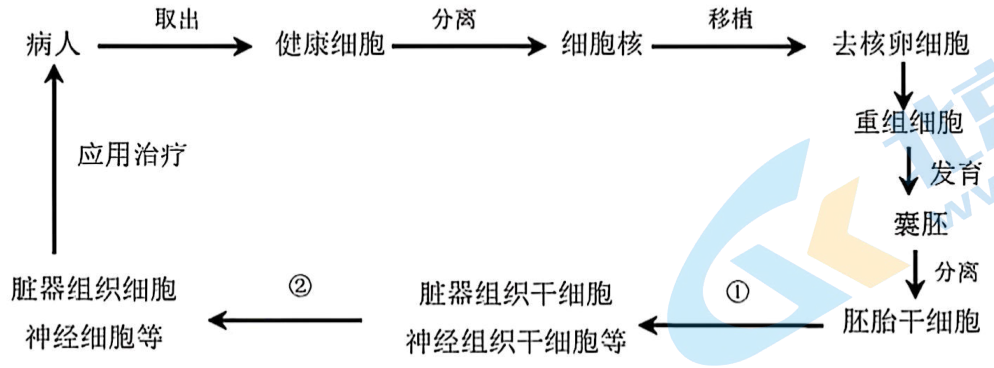 病人
取出
健康细胞
分离
细胞核
移植
去核卵细胞
重组细胞
发育
囊胚
分离
胚胎干细胞
①
脏器组织干细胞
神经组织干细胞等
②
脏器组织细胞
神经细胞等
应用治疗